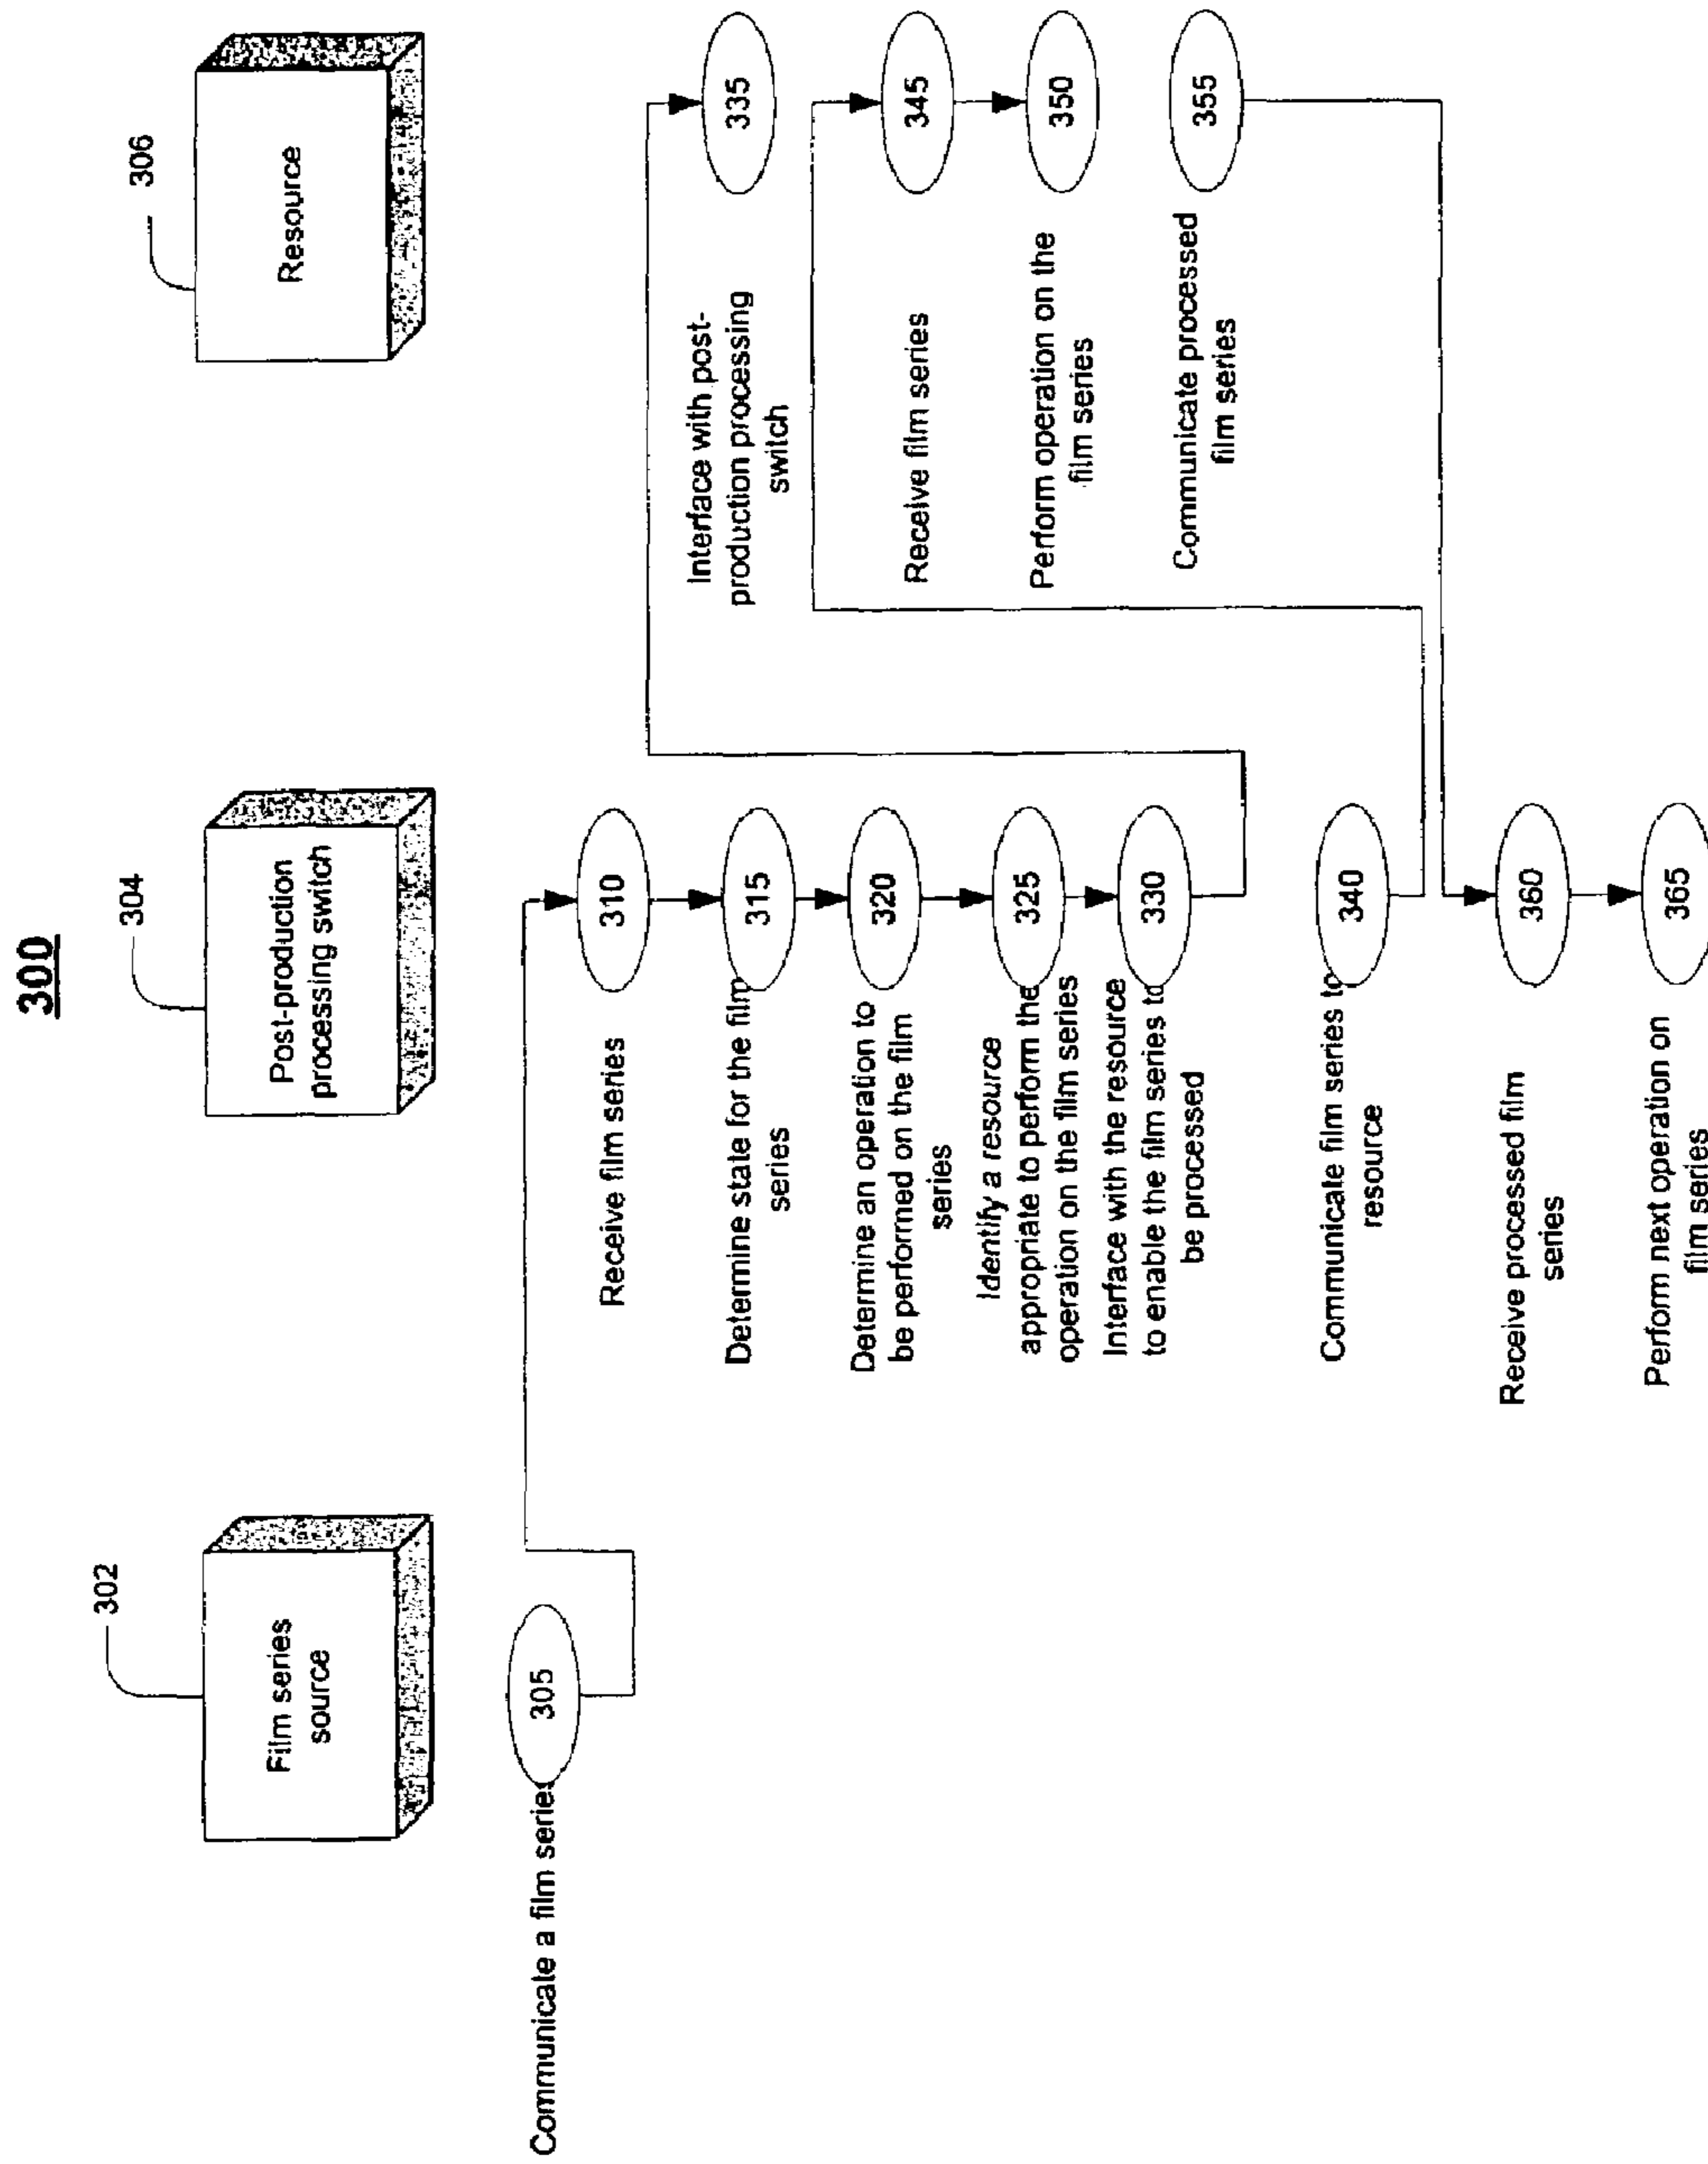 300
302
Film series
source
304
Post-production
processing switch
306
Resource
Communicate a film series
305
Receive film series
310
Determine state for the film
series
315
Determine an operation to
be performed on the film
series
320
Identify a resource
appropriate to perform the
operation on the film series
325
Interface with the resource
to enable the film series to
be processed
330
Interface with post-
production processing
switch
335
Communicate film series to
resource
340
Receive film series
345
Perform operation on the
film series
350
Communicate processed
film series
355
Receive processed film
series
360
Perform next operation on
film series
365